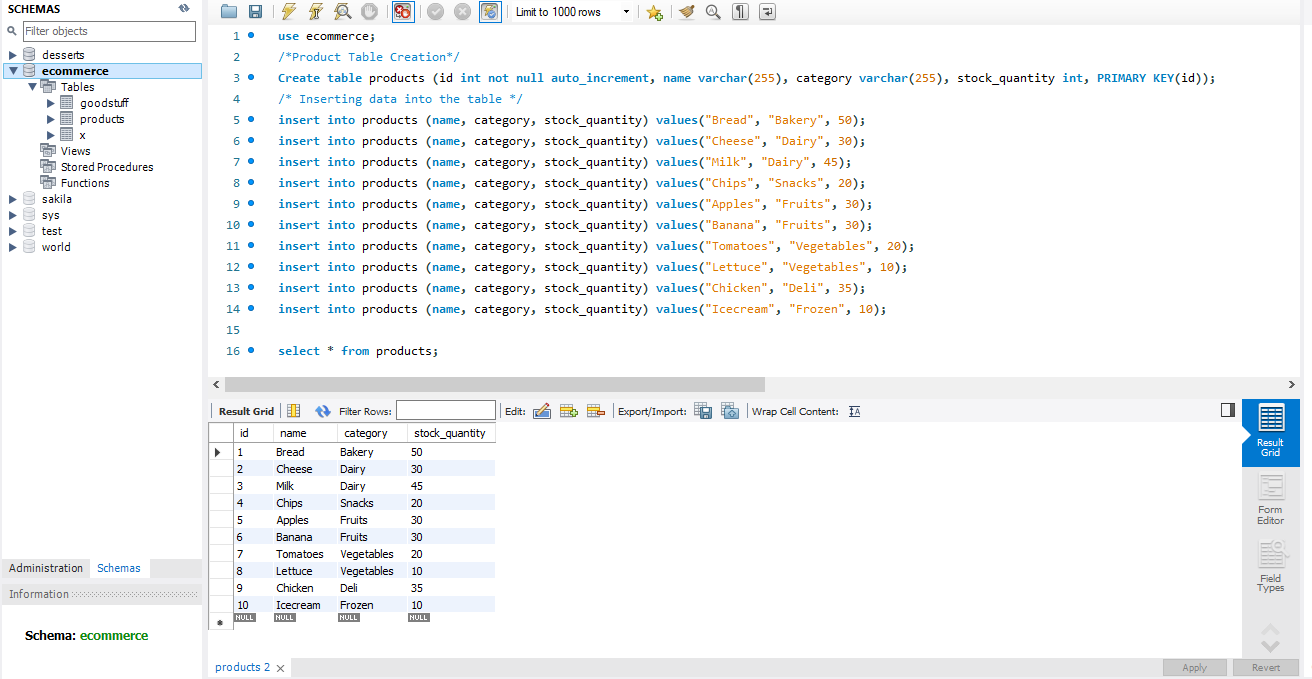 SCHEMAS
Limit to 1000 rows
Filter objects
desserts
ecommerce
Tables
goodstuff
products
x
Views
Stored Procedures
Functions
sakila
sys
test
world
1 use ecommerce;
2 /*Product Table Creation*/
3 Create table products (id int not null auto_increment, name varchar(255), category varchar(255), stock_quantity int, PRIMARY KEY(id));
4 /* Inserting data into the table */
5 insert into products (name, category, stock_quantity) values("Bread", "Bakery", 50);
6 insert into products (name, category, stock_quantity) values("Cheese", "Dairy", 30);
7 insert into products (name, category, stock_quantity) values("Milk", "Dairy", 45);
8 insert into products (name, category, stock_quantity) values("Chips", "Snacks", 20);
9 insert into products (name, category, stock_quantity) values("Apples", "Fruits", 30);
10 insert into products (name, category, stock_quantity) values("Banana", "Fruits", 30);
11 insert into products (name, category, stock_quantity) values("Tomatoes", "Vegetables", 20);
12 insert into products (name, category, stock_quantity) values("Lettuce", "Vegetables", 10);
13 insert into products (name, category, stock_quantity) values("Chicken", "Deli", 35);
14 insert into products (name, category, stock_quantity) values("Icecream", "Frozen", 10);
15
16 select * from products;
Result Grid Filter Rows: Edit: Export/Import: Wrap Cell Content: IA
id name category stock_quantity
1 Bread Bakery 50
2 Cheese Dairy 30
3 Milk Dairy 45
4 Chips Snacks 20
5 Apples Fruits 30
6 Banana Fruits 30
7 Tomatoes Vegetables 20
8 Lettuce Vegetables 10
9 Chicken Deli 35
10 Icecream Frozen 10
NULL NULL NULL NULL
Result
Grid
Form
Editor
Field
Types
Administration Schemas
Information
Schema: ecommerce
products 2
Apply Revert